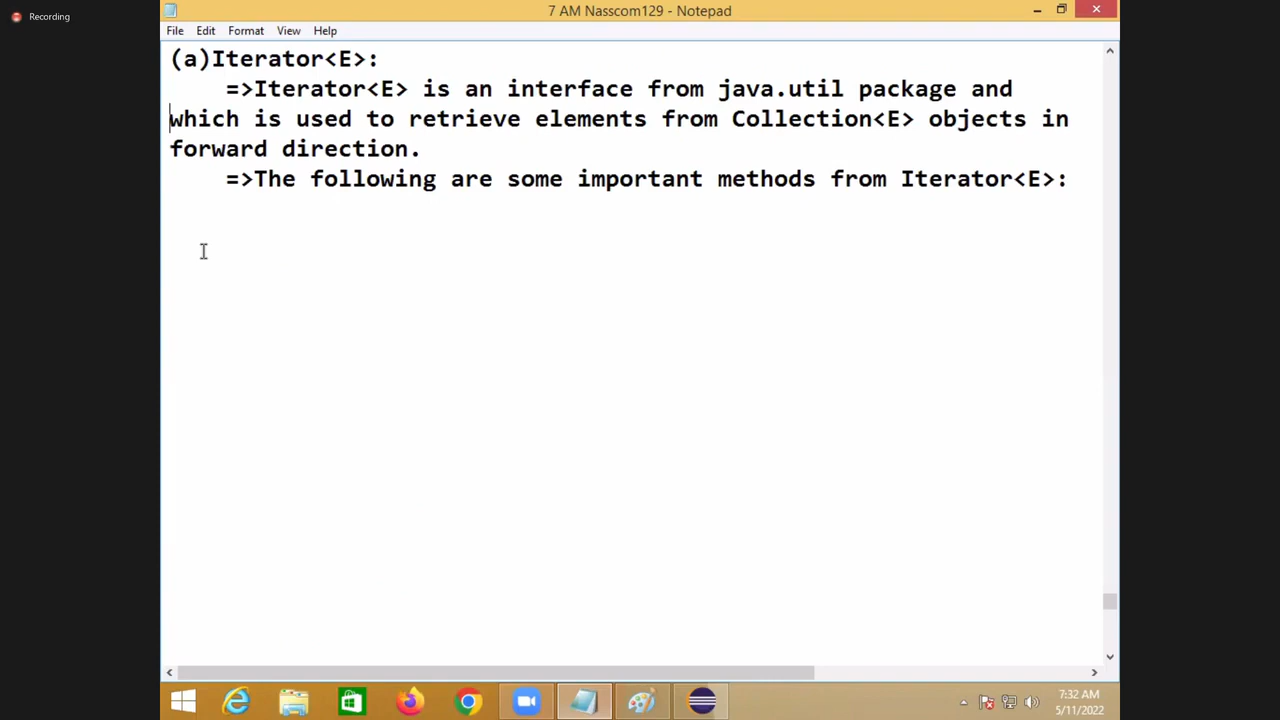 Recording
7 AM Nasscom129 - Notepad
File Edit Format View Help
(a)Iterator<E>:
=>Iterator<E> is an interface from java.util package and
which is used to retrieve elements from Collection<E> objects in
forward direction.
=>The following are some important methods from Iterator<E>:
7:32 AM
5/11/2022